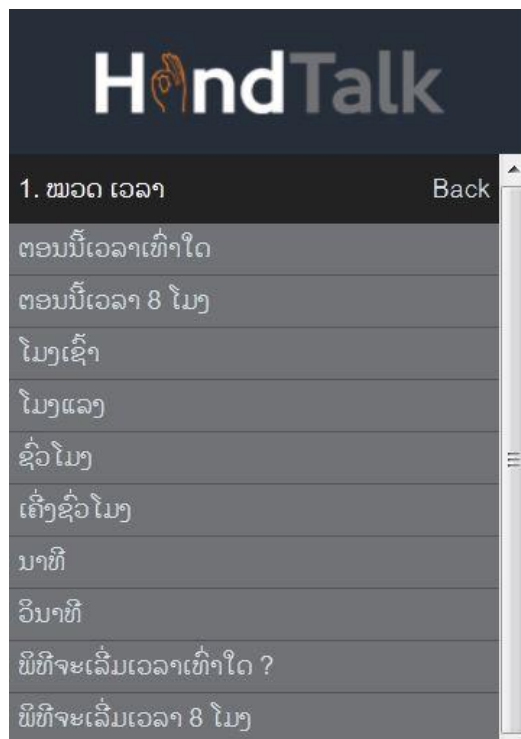 HandTalk
1. ໝວດ ເວລາ Back
ຕອນນີ້ເວລາເທົ່າໃດ
ຕອນນີ້ເວລາ 8 ໂມງ
ໂມງເຊົ້າ
ໂມງແລງ
ຊົ່ວໂມງ
ເຄີ່ງຊົ່ວໂມງ
ນາທີ
ວິນາທີ
ພິທີຈະເລີ່ມເວລາເທົ່າໃດ ?
ພິທີຈະເລີ່ມເວລາ 8 ໂມງ